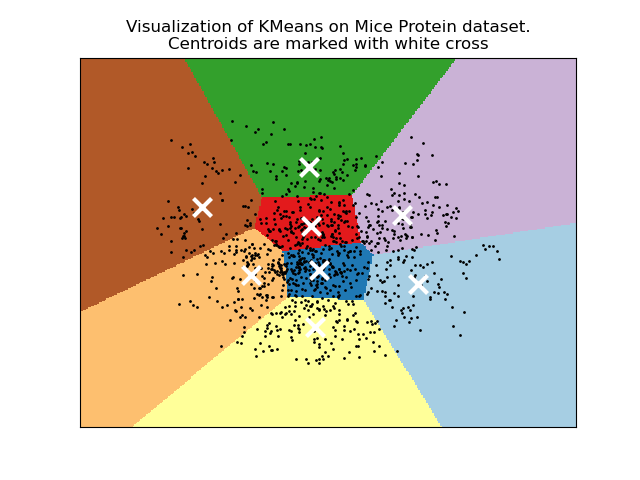 Visualization of KMeans on Mice Protein dataset.
Centroids are marked with white cross